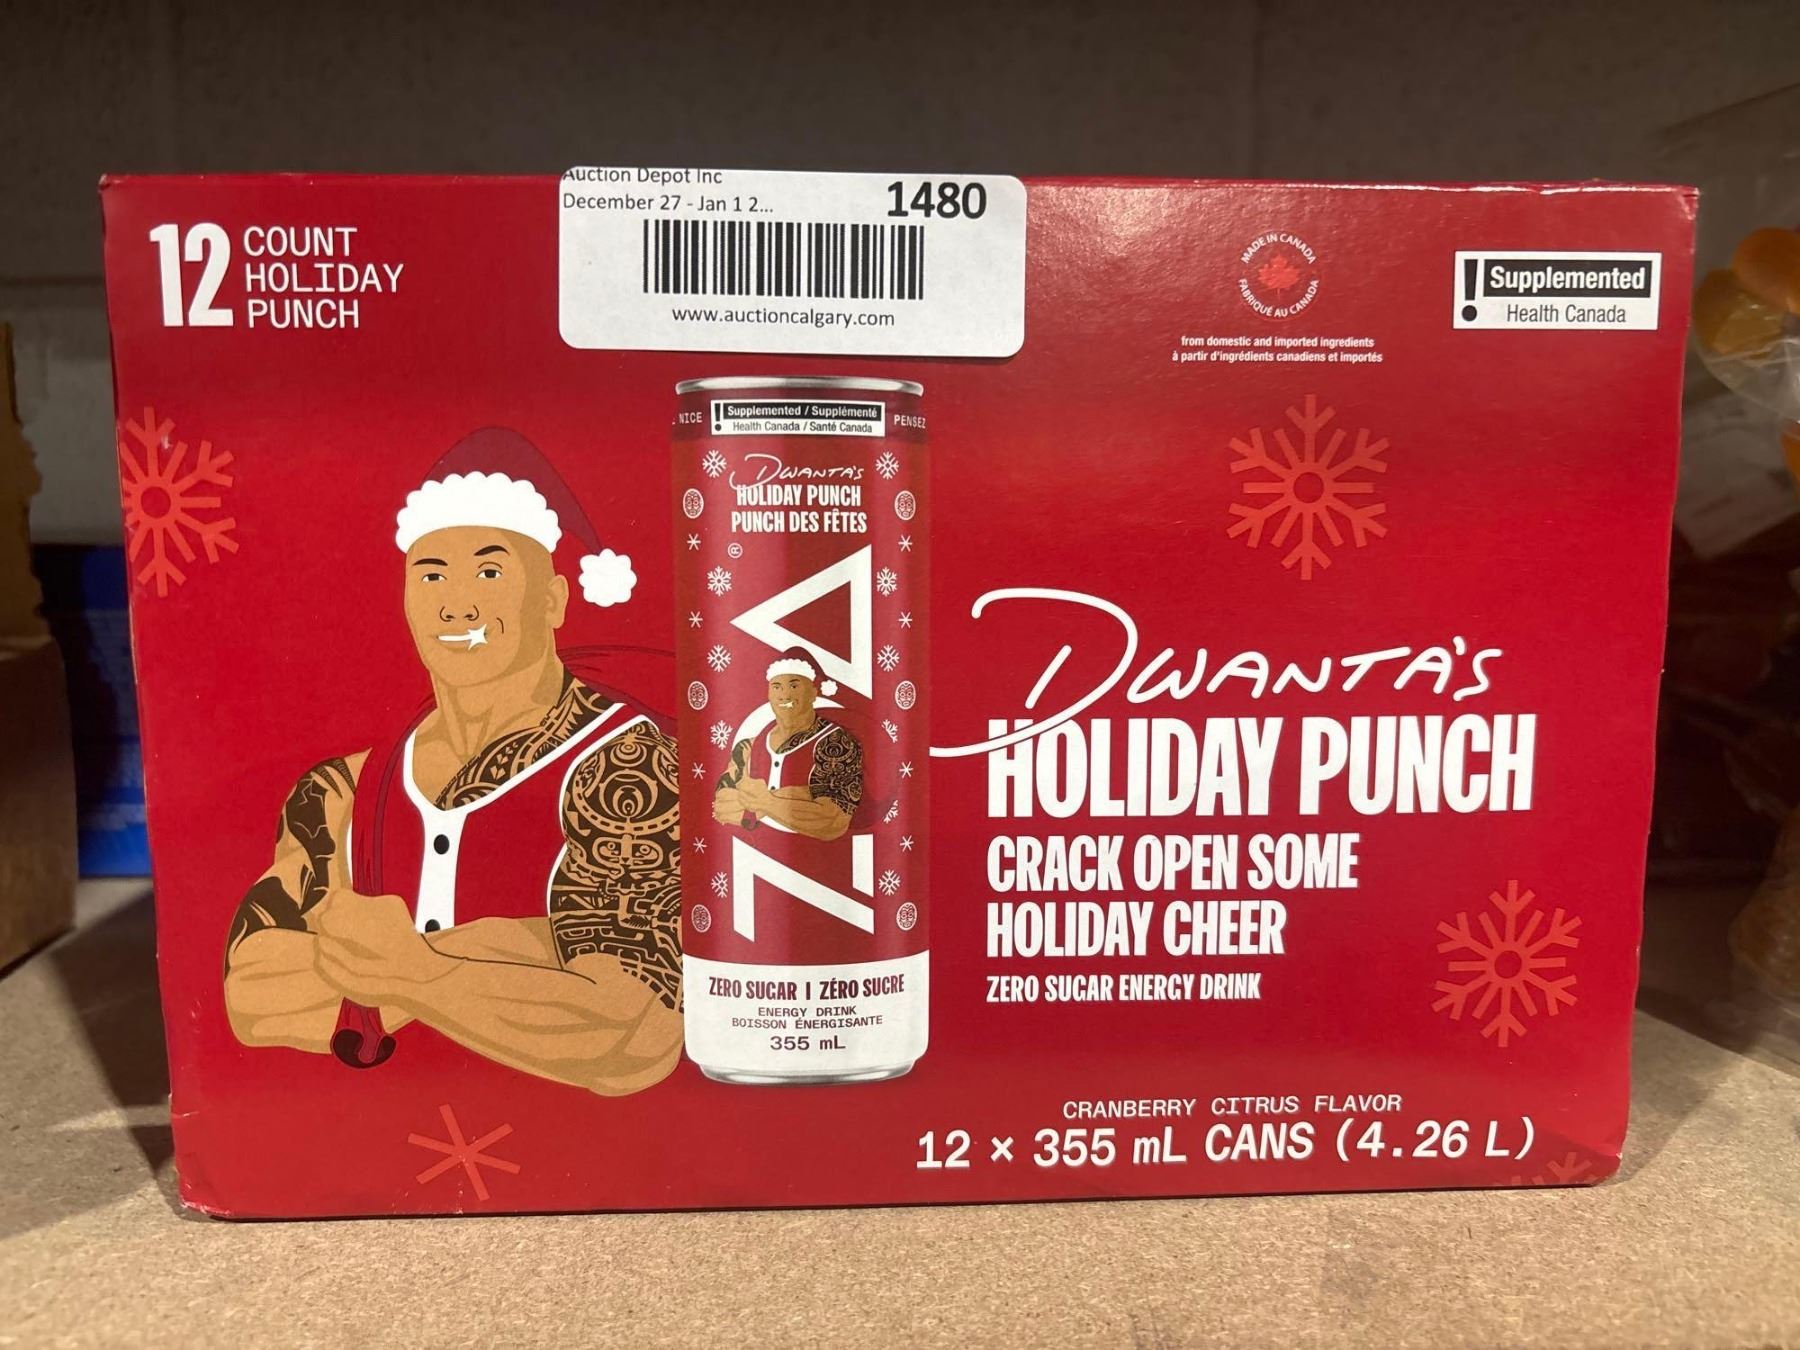 Auction Depot Inc
December 27 - Jan 1 2...
1480
www.auctioncalgary.com
12 COUNT
HOLIDAY
PUNCH
MADE IN CANADA
FABRIQUÉ AU CANADA
from domestic and imported ingredients
à partir d'ingrédients canadiens et importés
! Supplemented
Health Canada
NICE
! Supplemented / Supplémenté
Health Canada / Santé Canada
PENSEZ
DWANTA'S
HOLIDAY PUNCH
PUNCH DES FÊTES
ZOA®
ZERO SUGAR | ZÉRO SUCRE
ENERGY DRINK
BOISSON ÉNERGISANTE
355 mL
DWANTA'S
HOLIDAY PUNCH
CRACK OPEN SOME
HOLIDAY CHEER
ZERO SUGAR ENERGY DRINK
CRANBERRY CITRUS FLAVOR
12 × 355 mL CANS (4.26 L)